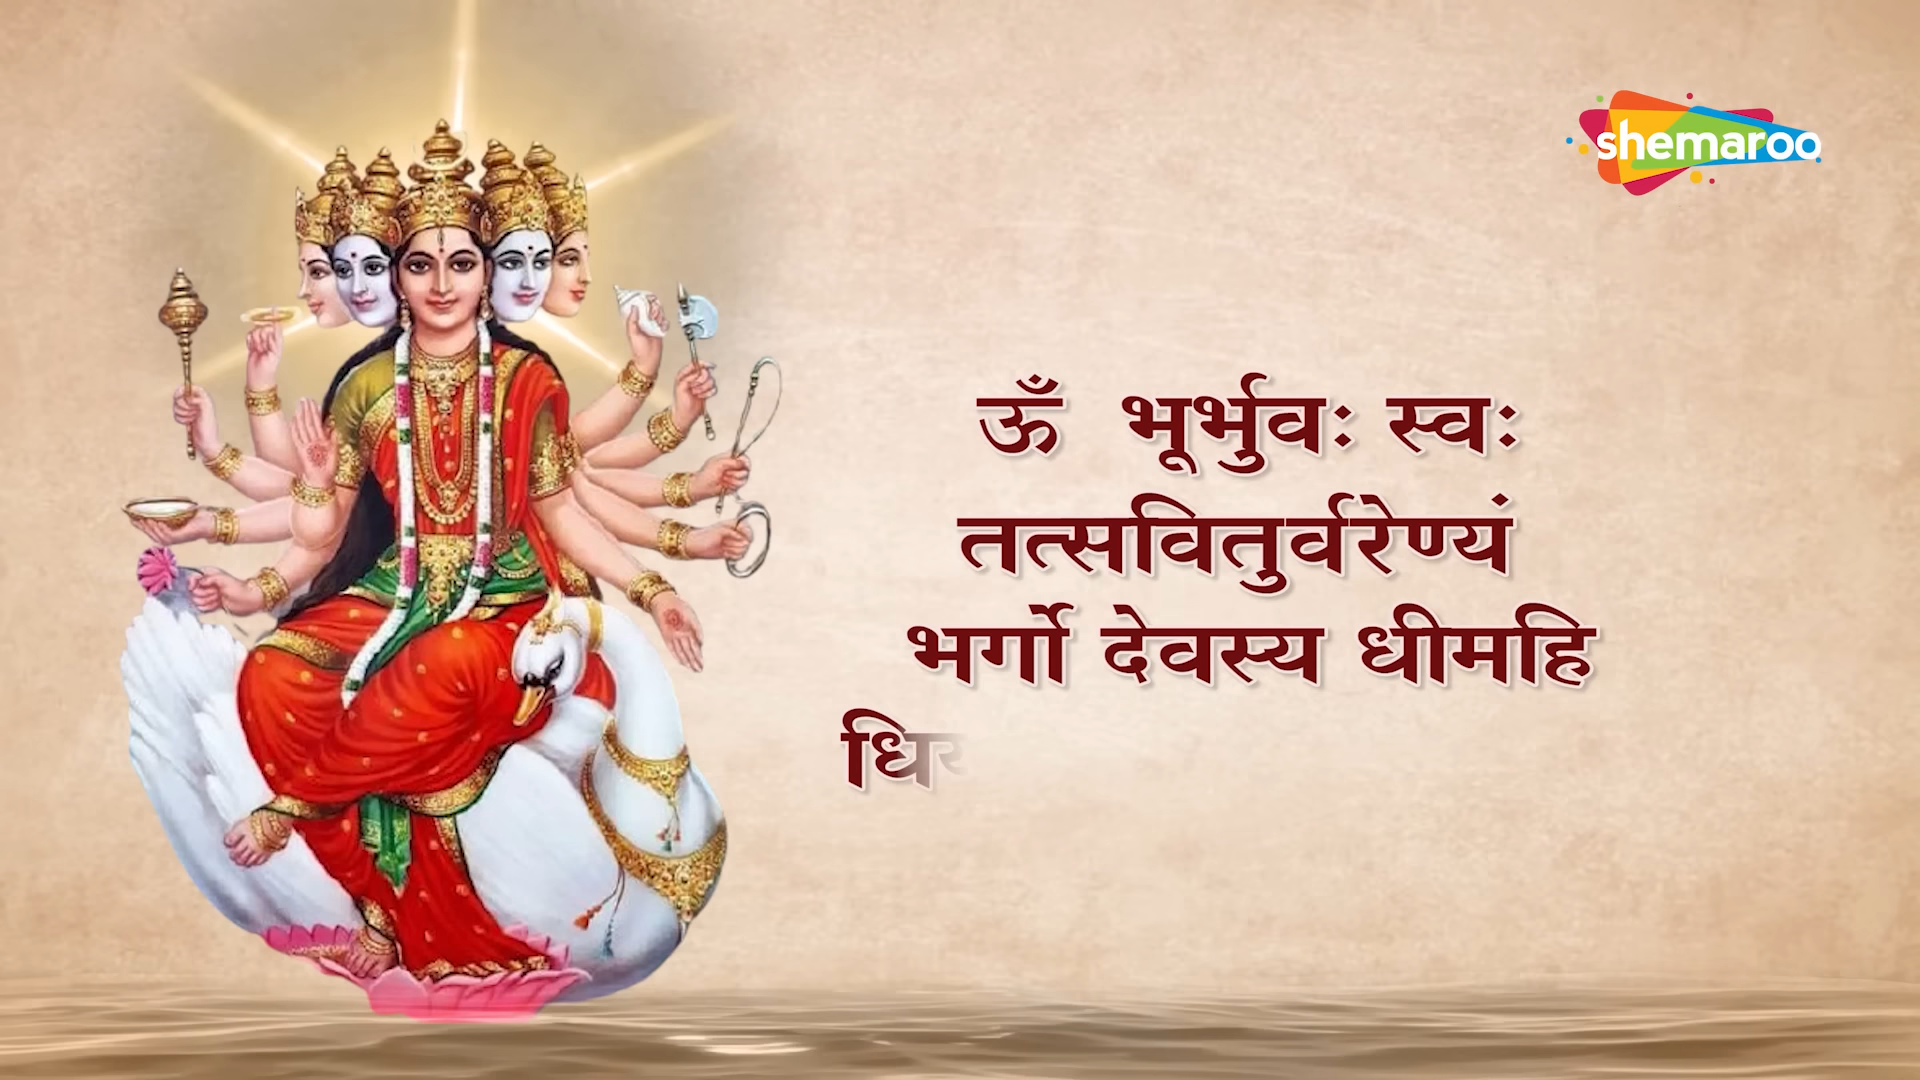 shemaroo
ॐ भूर्भुवः स्वः
तत्सवितुर्वरेण्यं
भर्गो देवस्य धीमहि